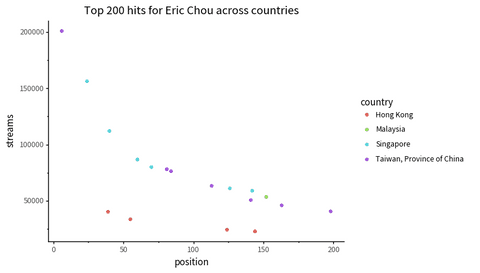 Top 200 hits for Eric Chou across countries
200000
150000
100000
50000
streams
0
50
100
150
200
position
country
Hong Kong
Malaysia
Singapore
Taiwan, Province of China